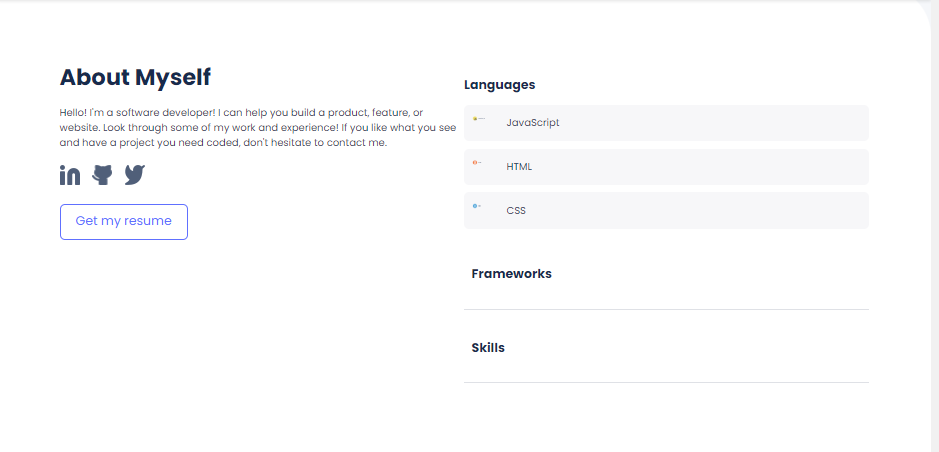 About Myself
Hello! I'm a software developer! I can help you build a product, feature, or
website. Look through some of my work and experience! If you like what you see
and have a project you need coded, don't hesitate to contact me.
in
Get my resume
Languages
JavaScript
HTML
CSS
Frameworks
Skills